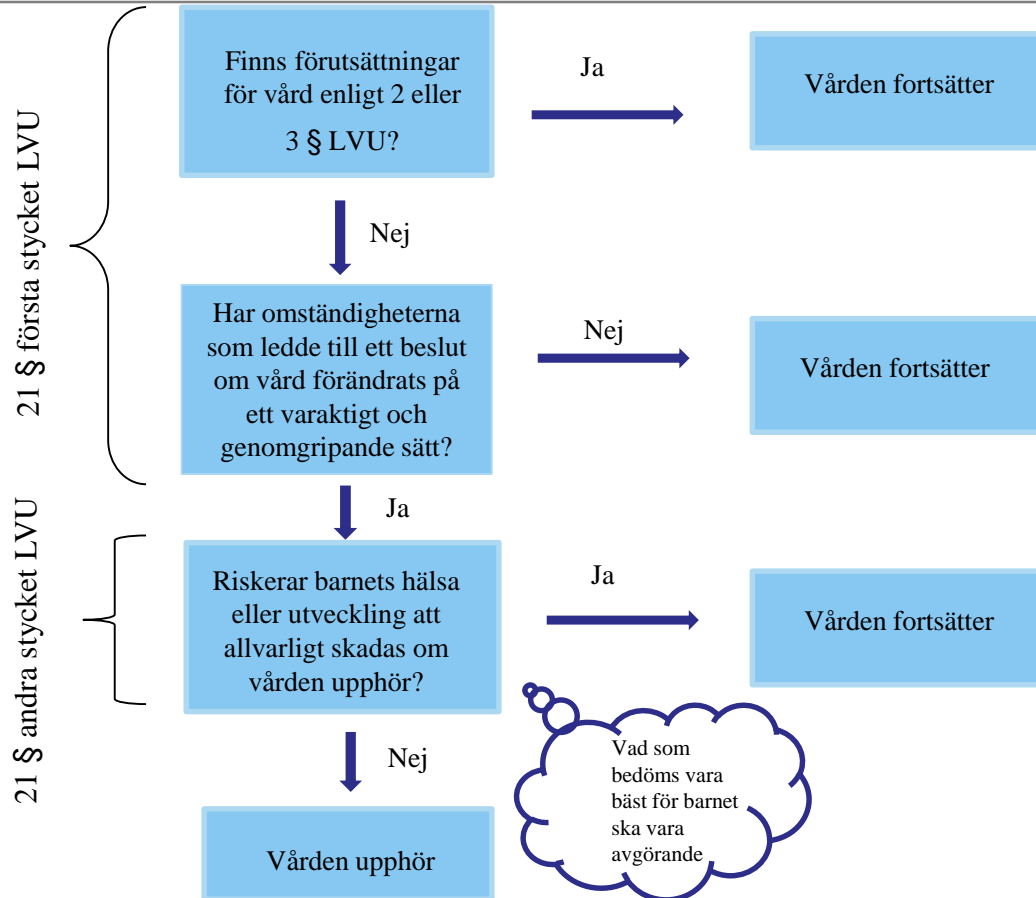 21 § första stycket LVU
Finns förutsättningar
för vård enligt 2 eller
3 § LVU?
Ja
Vården fortsätter
Nej
Har omständigheterna
som ledde till ett beslut
om vård förändrats på
ett varaktigt och
genomgripande sätt?
Nej
Vården fortsätter
Ja
21 § andra stycket LVU
Riskerar barnets hälsa
eller utveckling att
allvarligt skadas om
vården upphör?
Ja
Vården fortsätter
Nej
Vad som
bedöms vara
bäst för barnet
ska vara
avgörande
Vården upphör